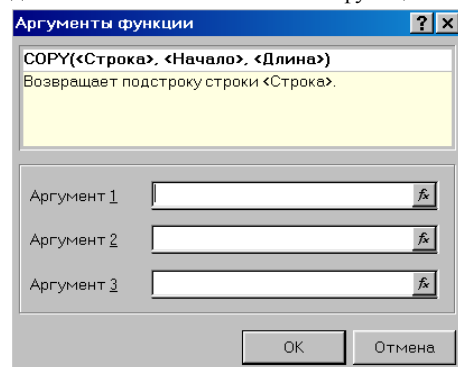 Аргументы функции
COPY(<Строка>, <Начало>, <Длина>)
Возвращает подстроку строки <Строка>.
Аргумент 1
Аргумент 2
Аргумент 3
OK Отмена